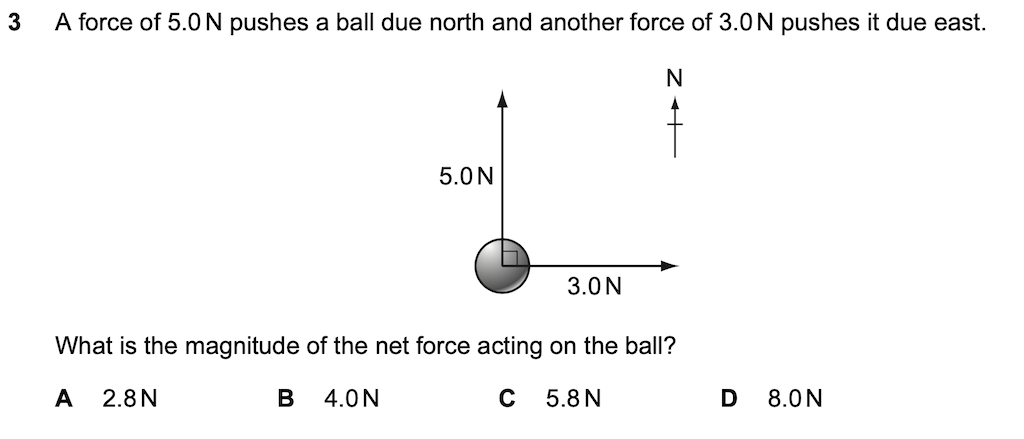 3 A force of 5.0 N pushes a ball due north and another force of 3.0 N pushes it due east.
N
5.0 N
3.0 N
What is the magnitude of the net force acting on the ball?
A 2.8 N B 4.0 N C 5.8 N D 8.0 N